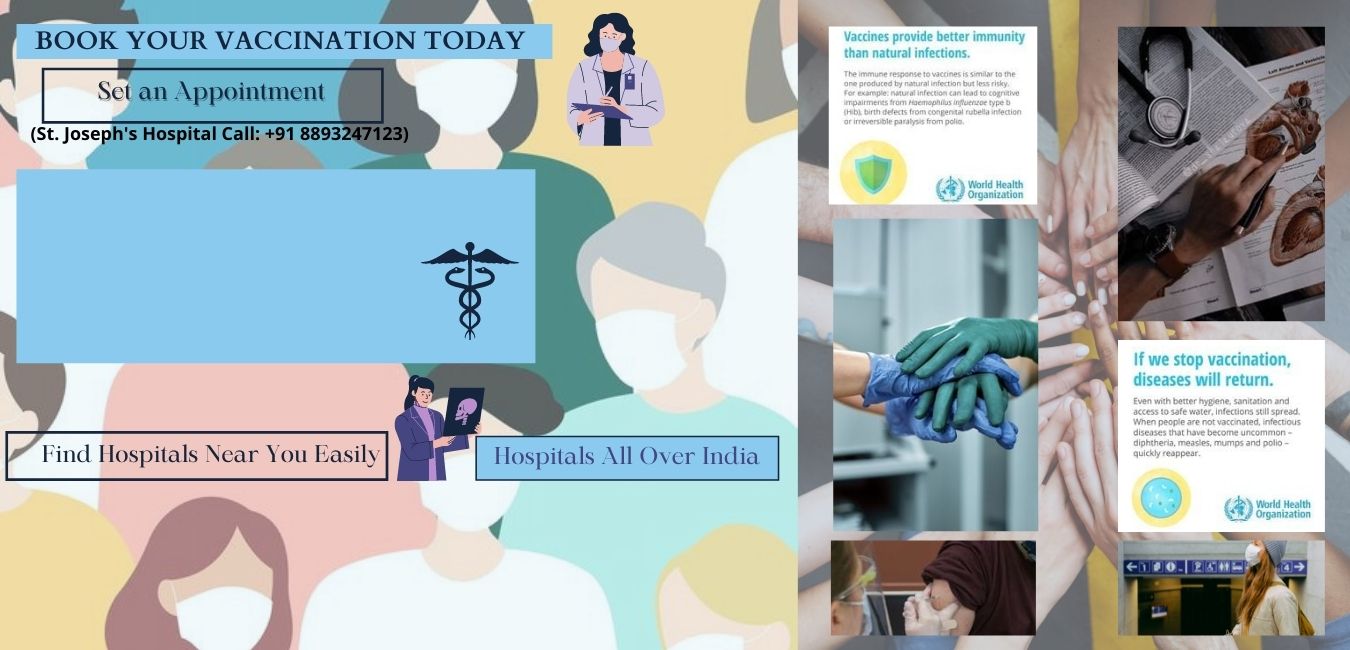 BOOK YOUR VACCINATION TODAY
Set an Appointment
(St. Joseph's Hospital Call: +91 8893247123)
Find Hospitals Near You Easily
Hospitals All Over India
Vaccines provide better immunity
than natural infections.
The immune response to vaccines is similar to the
one produced by natural infection but less risky.
For example: natural infection can lead to cognitive
impairments from Haemophilus influenzae type b
(Hib), birth defects from congenital rubella infection
or irreversible paralysis from polio.
World Health
Organization
Left Atrium and Ventricle
If we stop vaccination,
diseases will return.
Even with better hygiene, sanitation and
access to safe water, infections still spread.
When people are not vaccinated, infectious
diseases that have become uncommon –
diphtheria, measles, mumps and polio –
quickly reappear.
World Health
Organization
1
4